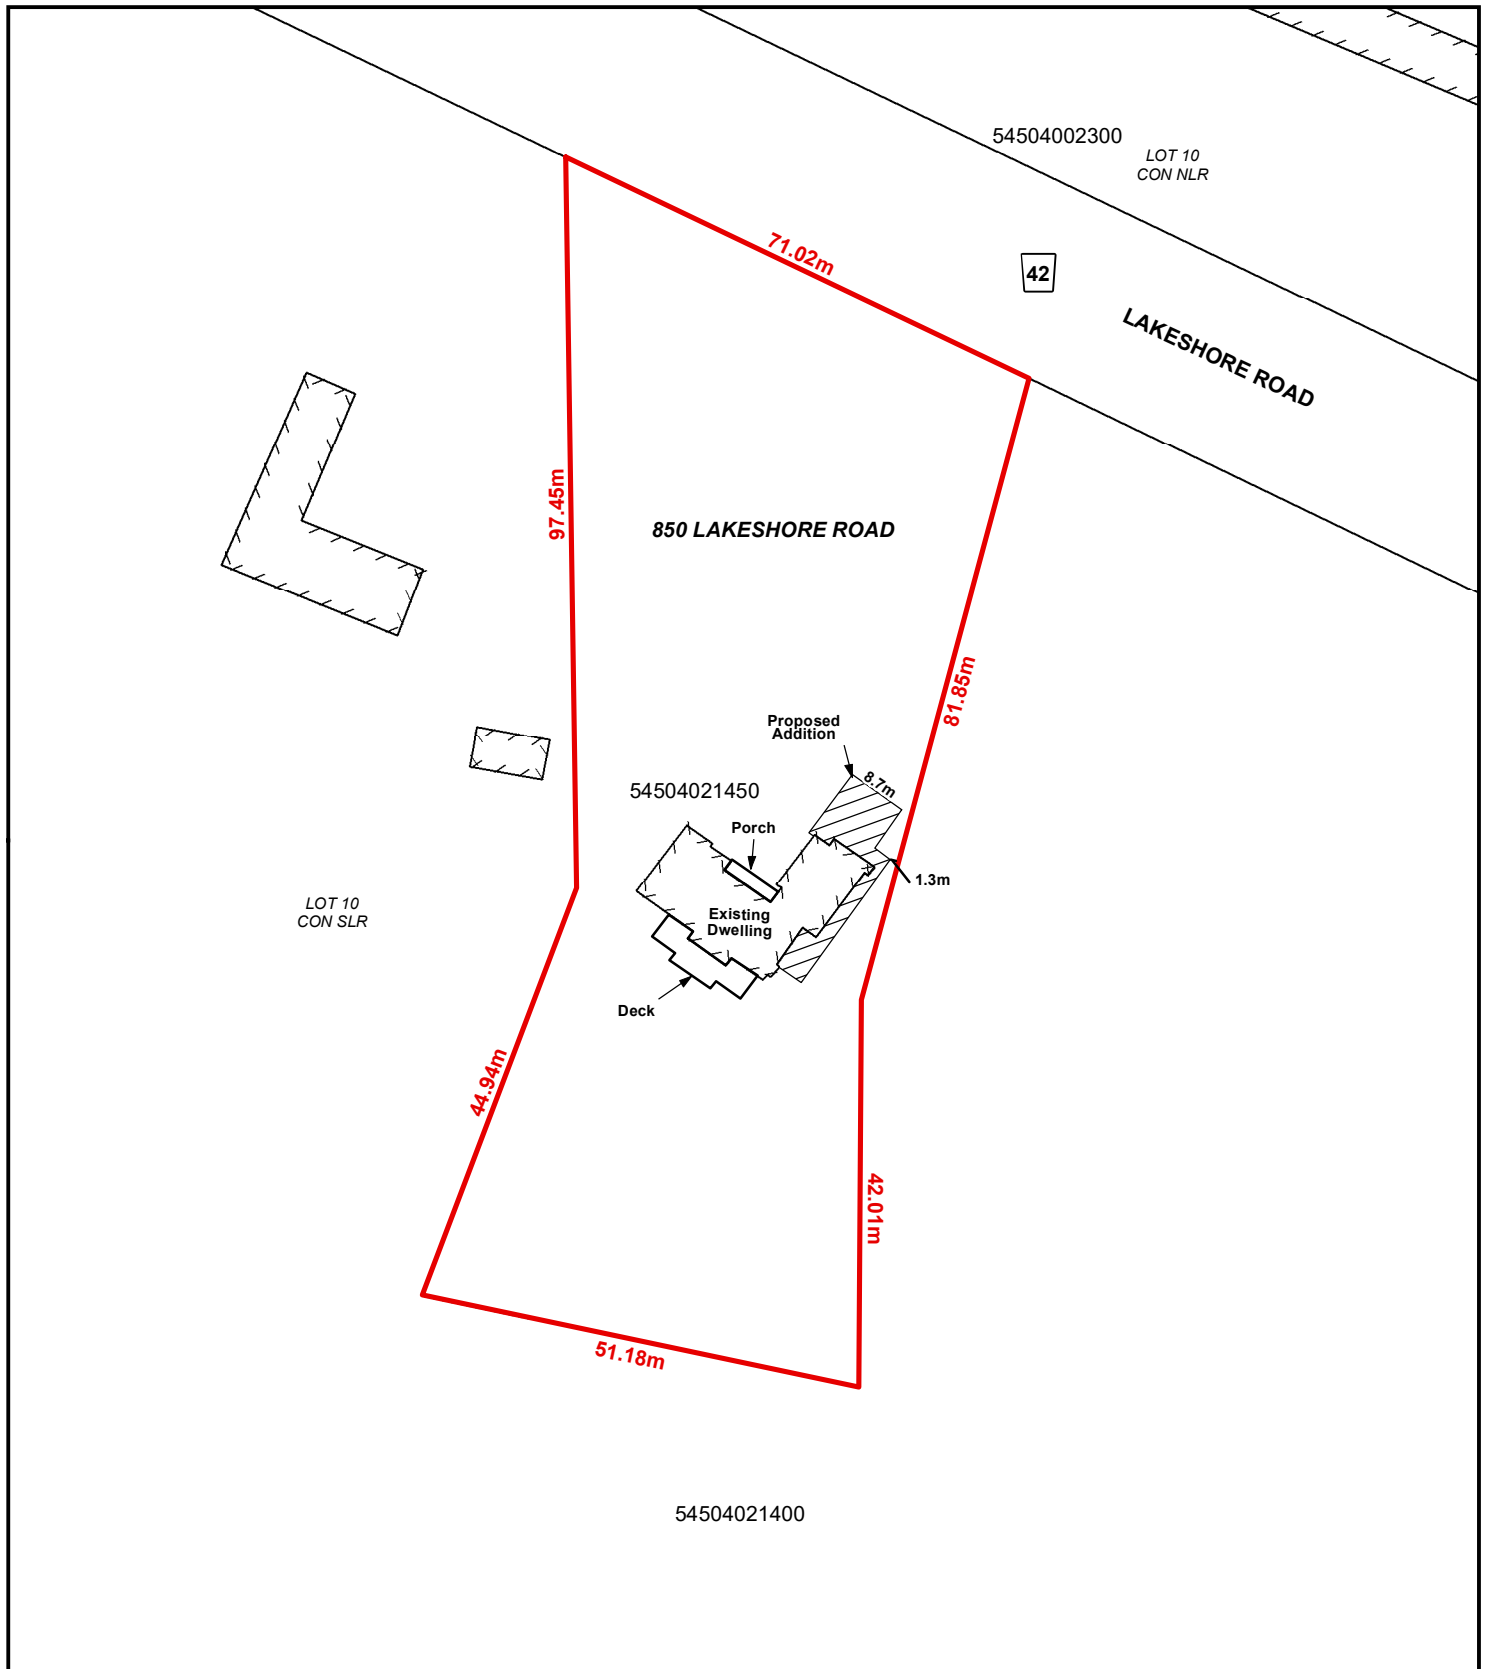 54504002300
LOT 10
CON NLR
71.02m
42
LAKESHORE ROAD
97.45m
850 LAKESHORE ROAD
81.85m
Proposed
Addition
8.7m
54504021450
Porch
1.3m
LOT 10
CON SLR
Existing
Dwelling
Deck
44.94m
42.01m
51.18m
54504021400